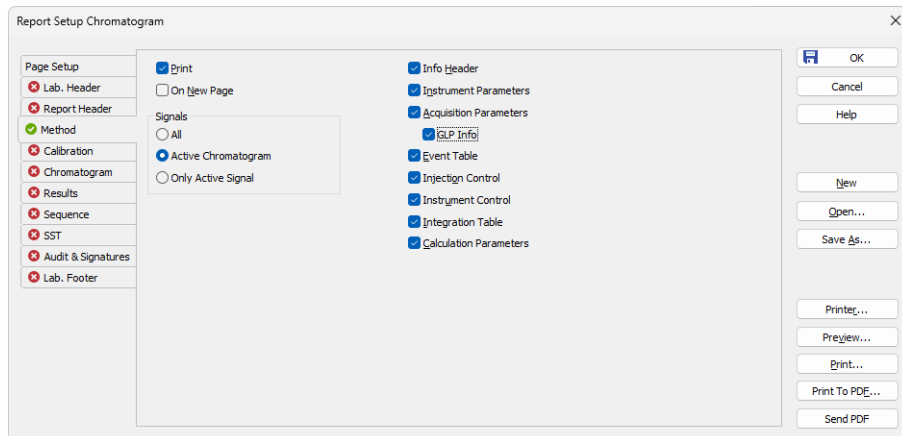 Report Setup Chromatogram
Page Setup
Lab. Header
Report Header
Method
Calibration
Chromatogram
Results
Sequence
SST
Audit & Signatures
Lab. Footer
Print
On New Page
Signals
All
Active Chromatogram
Only Active Signal
Info Header
Instrument Parameters
Acquisition Parameters
GLP Info
Event Table
Injection Control
Instrument Control
Integration Table
Calculation Parameters
OK
Cancel
Help
New
Open...
Save As...
Printer...
Preview...
Print...
Print To PDF...
Send PDF